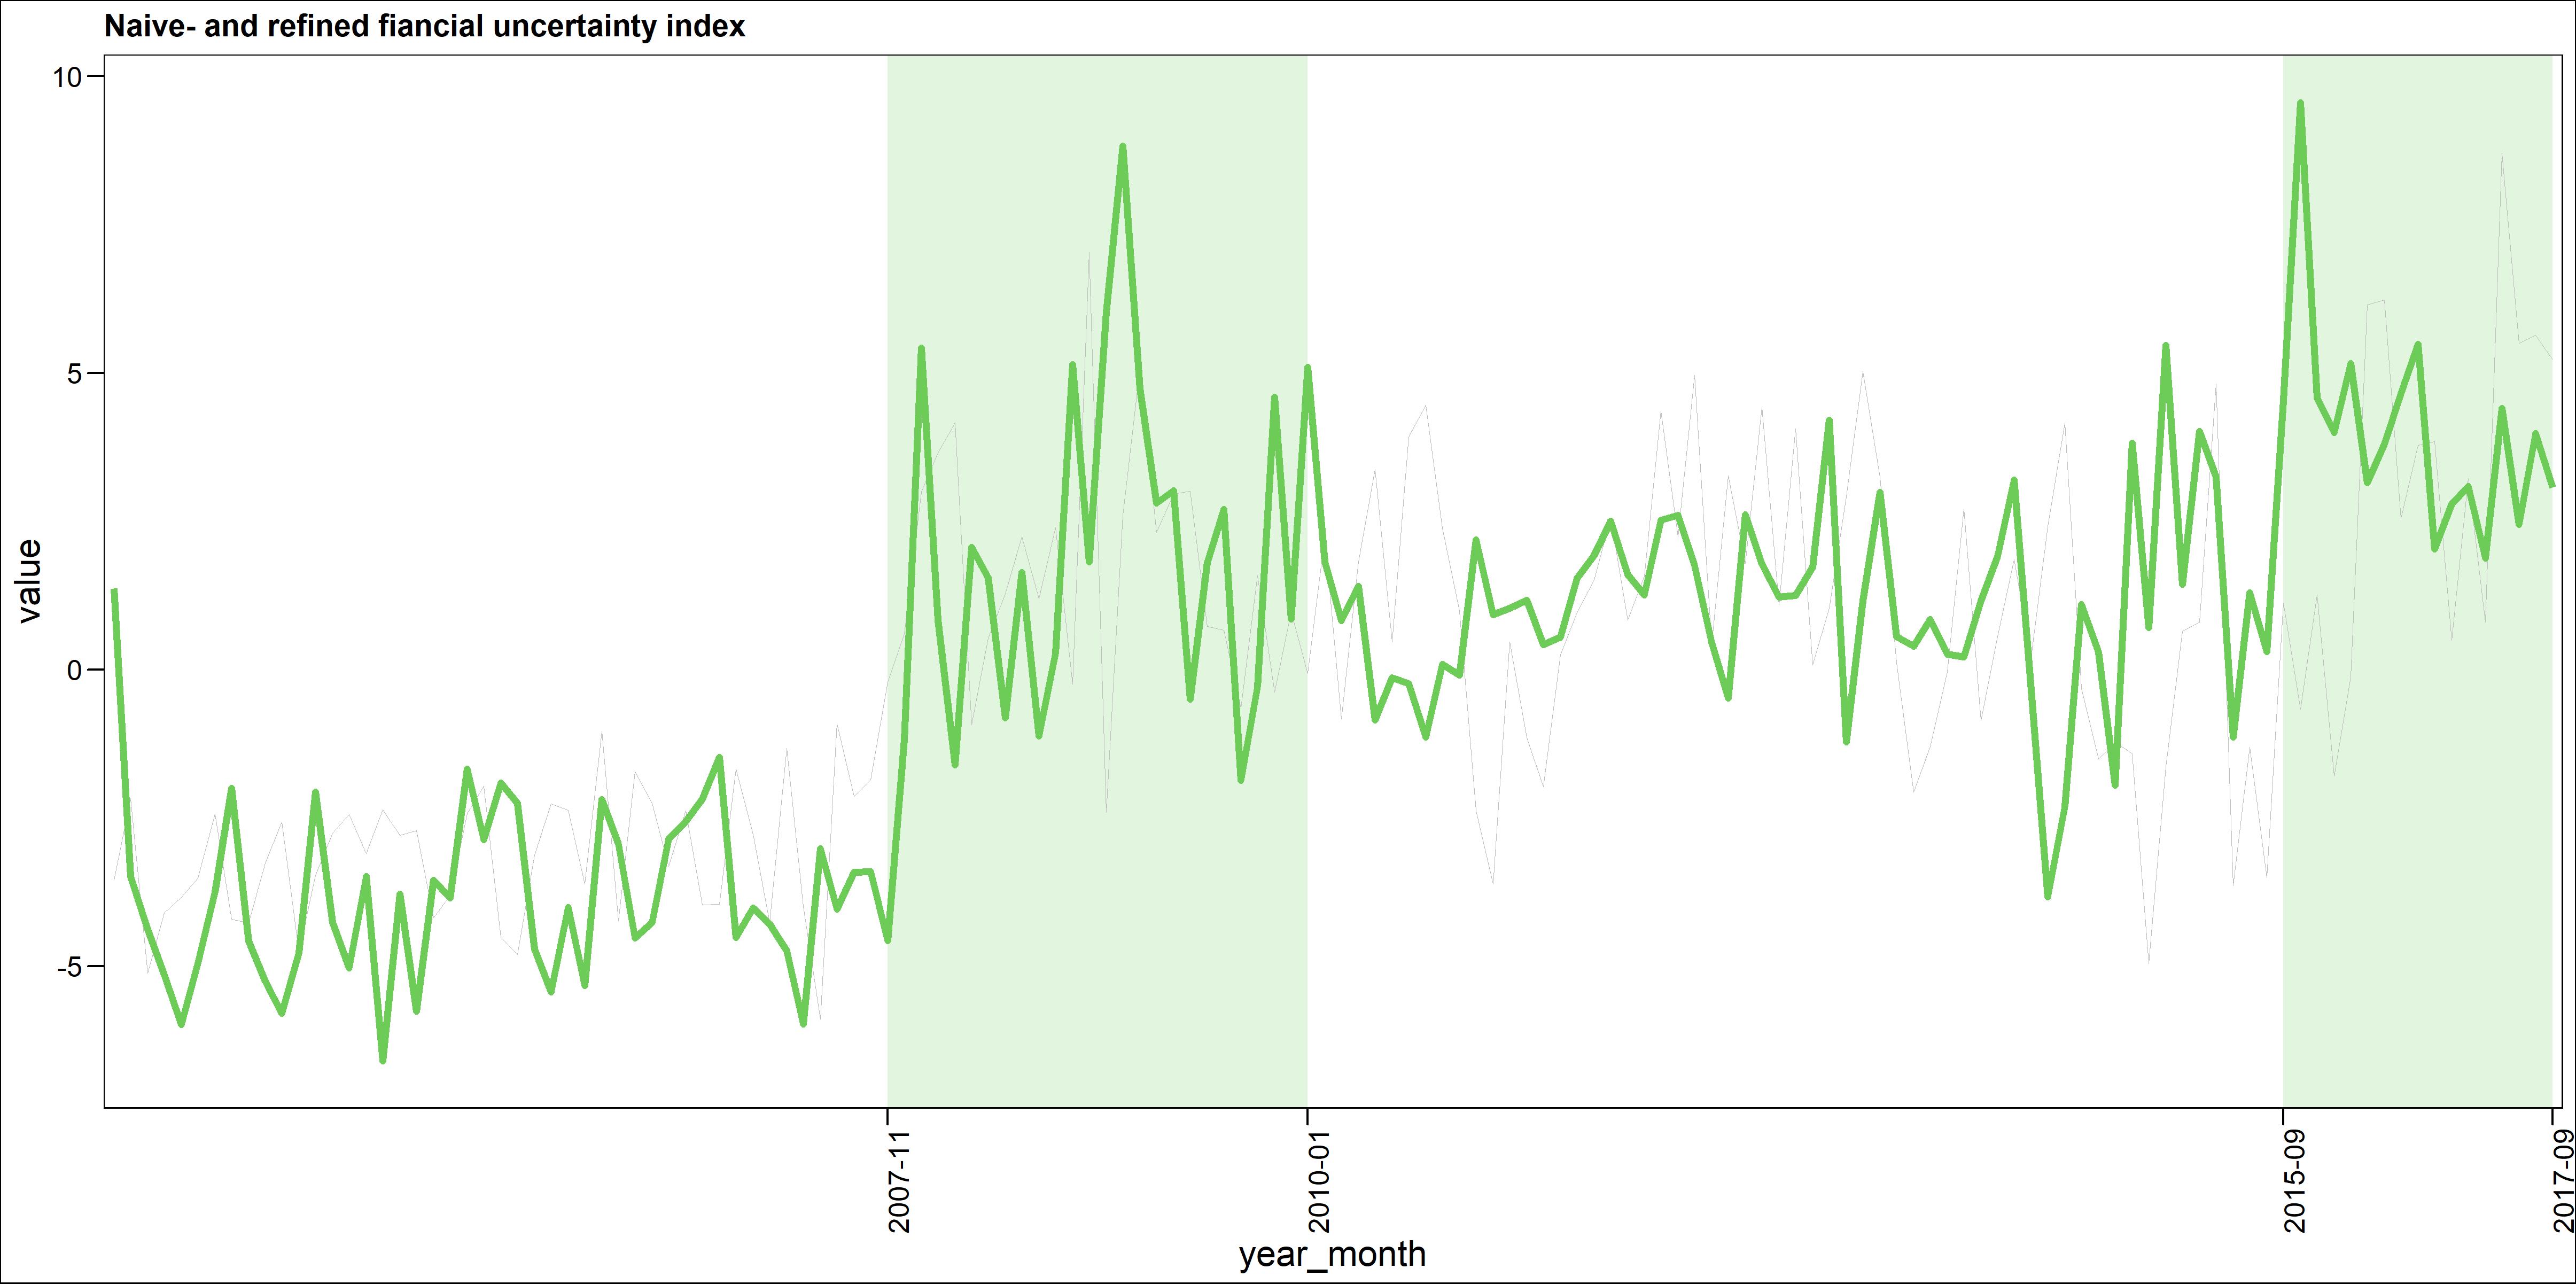 Naive- and refined fiancial uncertainty index
10
5
0
-5
value
2007-11
2010-01
2015-09
2017-09
year_month